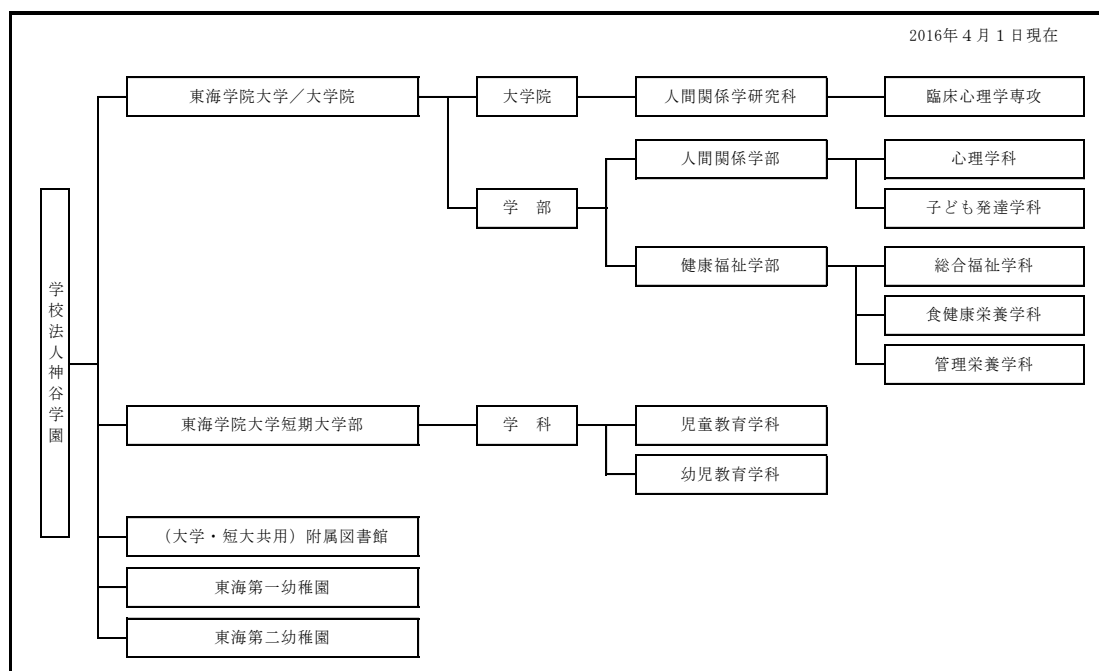 2016年４月１日現在
学校法人神谷学園
東海学院大学／大学院
大学院
人間関係学研究科
臨床心理学専攻
学　部
人間関係学部
心理学科
子ども発達学科
健康福祉学部
総合福祉学科
食健康栄養学科
管理栄養学科
東海学院大学短期大学部
学　科
児童教育学科
幼児教育学科
（大学・短大共用）附属図書館
東海第一幼稚園
東海第二幼稚園